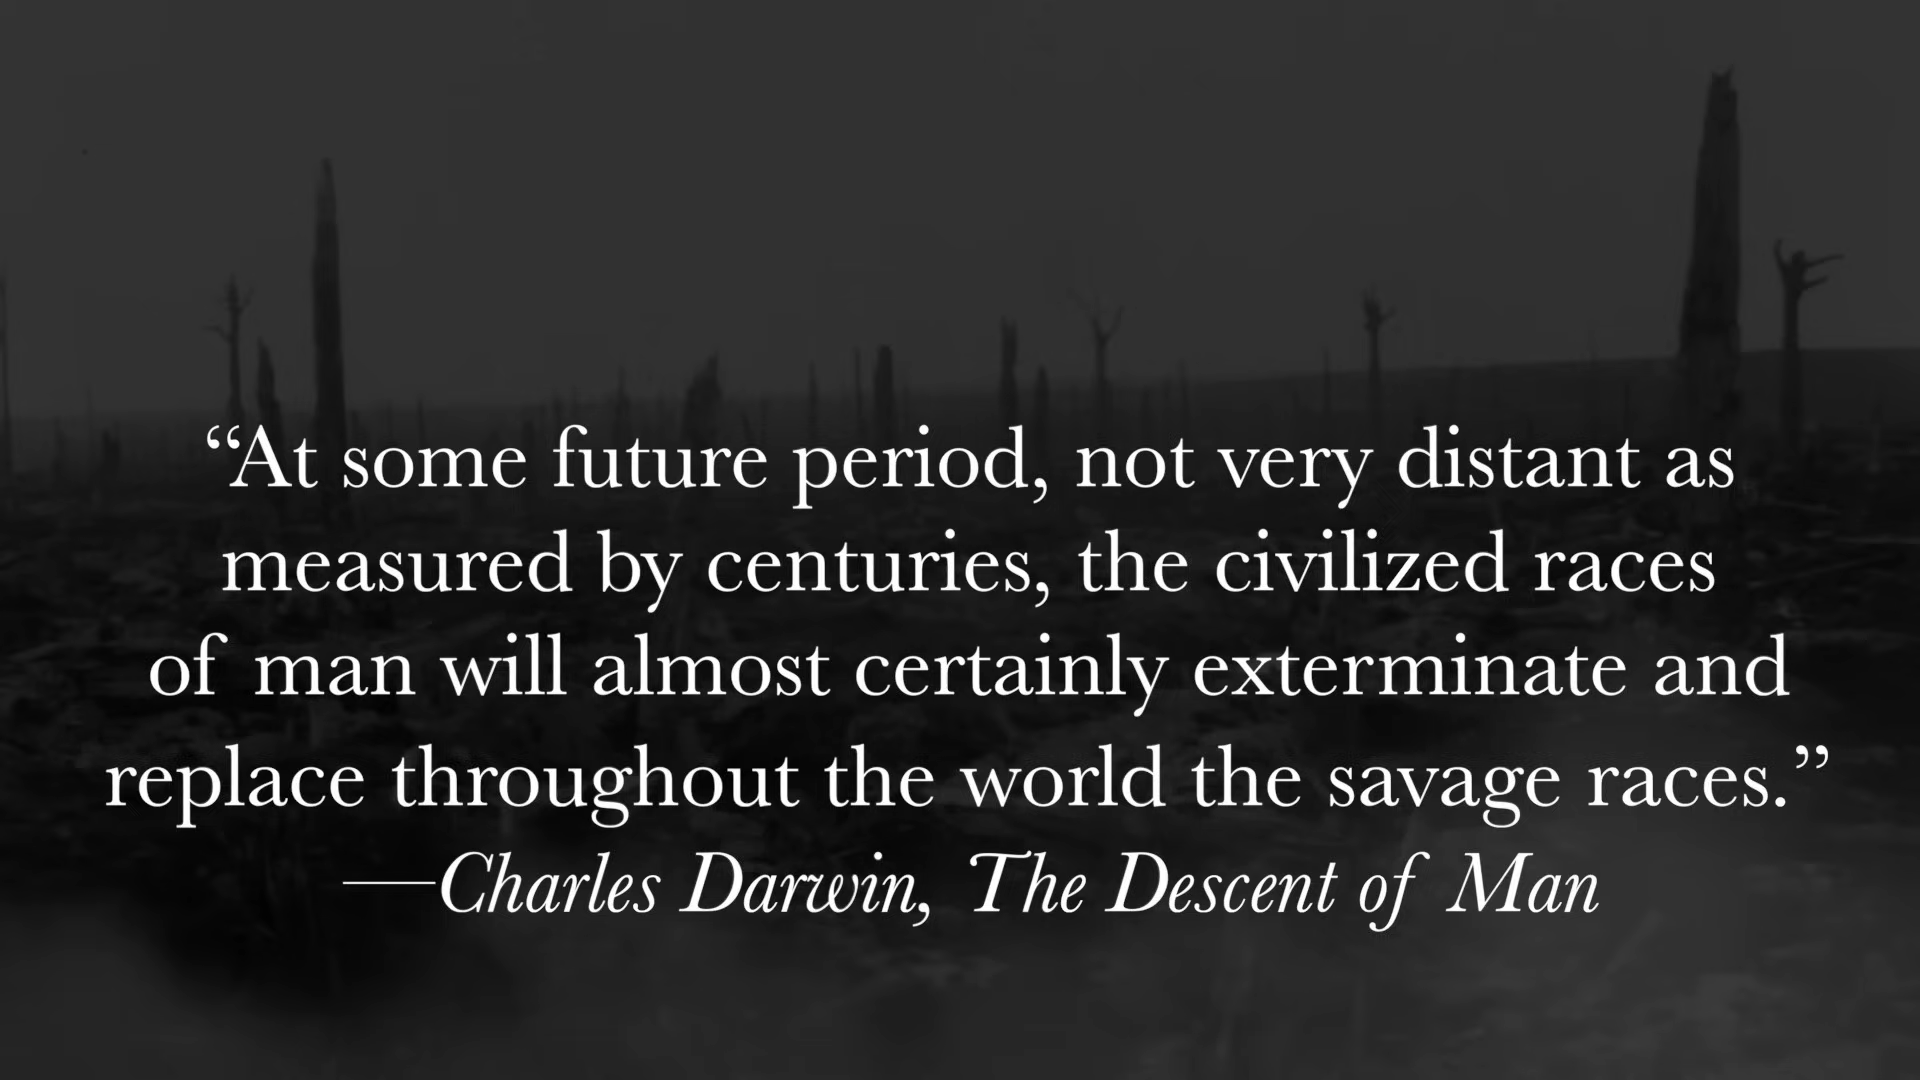 “At some future period, not very distant as
measured by centuries, the civilized races
of man will almost certainly exterminate and
replace throughout the world the savage races.”
—Charles Darwin, The Descent of Man